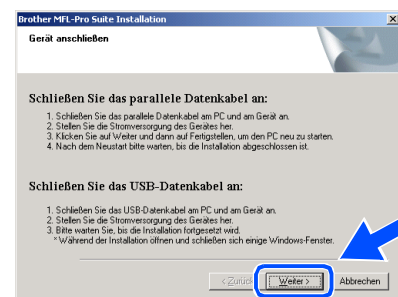 Brother MFL-Pro Suite Installation
Gerät anschließen
Schließen Sie das parallele Datenkabel an:
1. Schließen Sie das parallele Datenkabel am PC und am Gerät an.
2. Stellen Sie die Stromversorgung des Gerätes her.
3. Klicken Sie auf Weiter und dann auf Fertigstellen, um den PC neu zu starten.
4. Nach dem Neustart bitte warten, bis die Installation abgeschlossen ist.
Schließen Sie das USB-Datenkabel an:
1. Schließen Sie das USB-Datenkabel am PC und am Gerät an.
2. Stellen Sie die Stromversorgung des Gerätes her.
3. Bitte warten Sie, bis die Installation fortgesetzt wird.
* Während der Installation öffnen und schließen sich einige Windows-Fenster.
< Zurück Weiter > Abbrechen